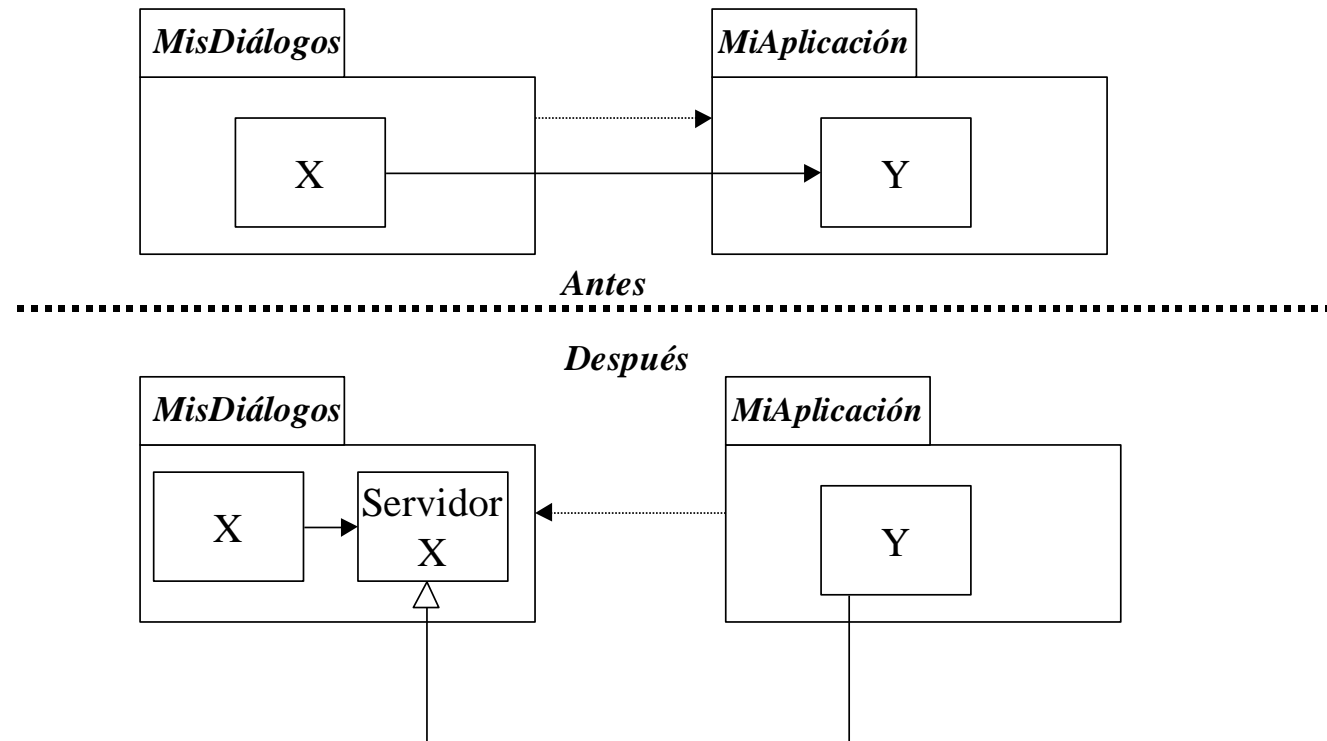 MisDiálogos
MiAplicación
X
Y
Antes
Después
MisDiálogos
MiAplicación
X
Servidor
X
Y